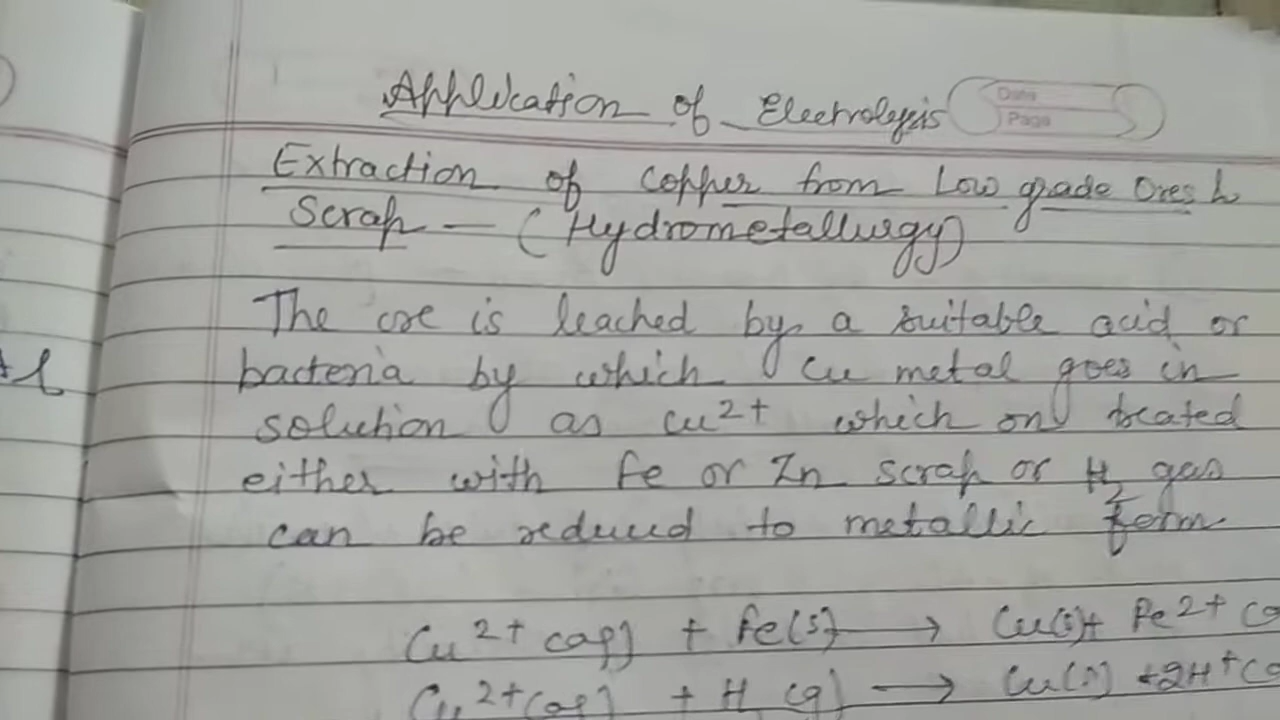 Application of Electrolysis
Date
Page
Extraction of Copper from Low grade Ores &
Scrap — (Hydrometallurgy)
The ore is leached by a suitable acid or
bacteria by which Cu metal goes in
solution as Cu²⁺ which on treated
either with Fe or Zn scrap or H₂ gas
can be reduced to metallic form
Cu²⁺(aq) + Fe(s) ⟶ Cu(s) + Fe²⁺
Cu²⁺(aq) + H (g) ⟶ Cu(s) + 2H⁺